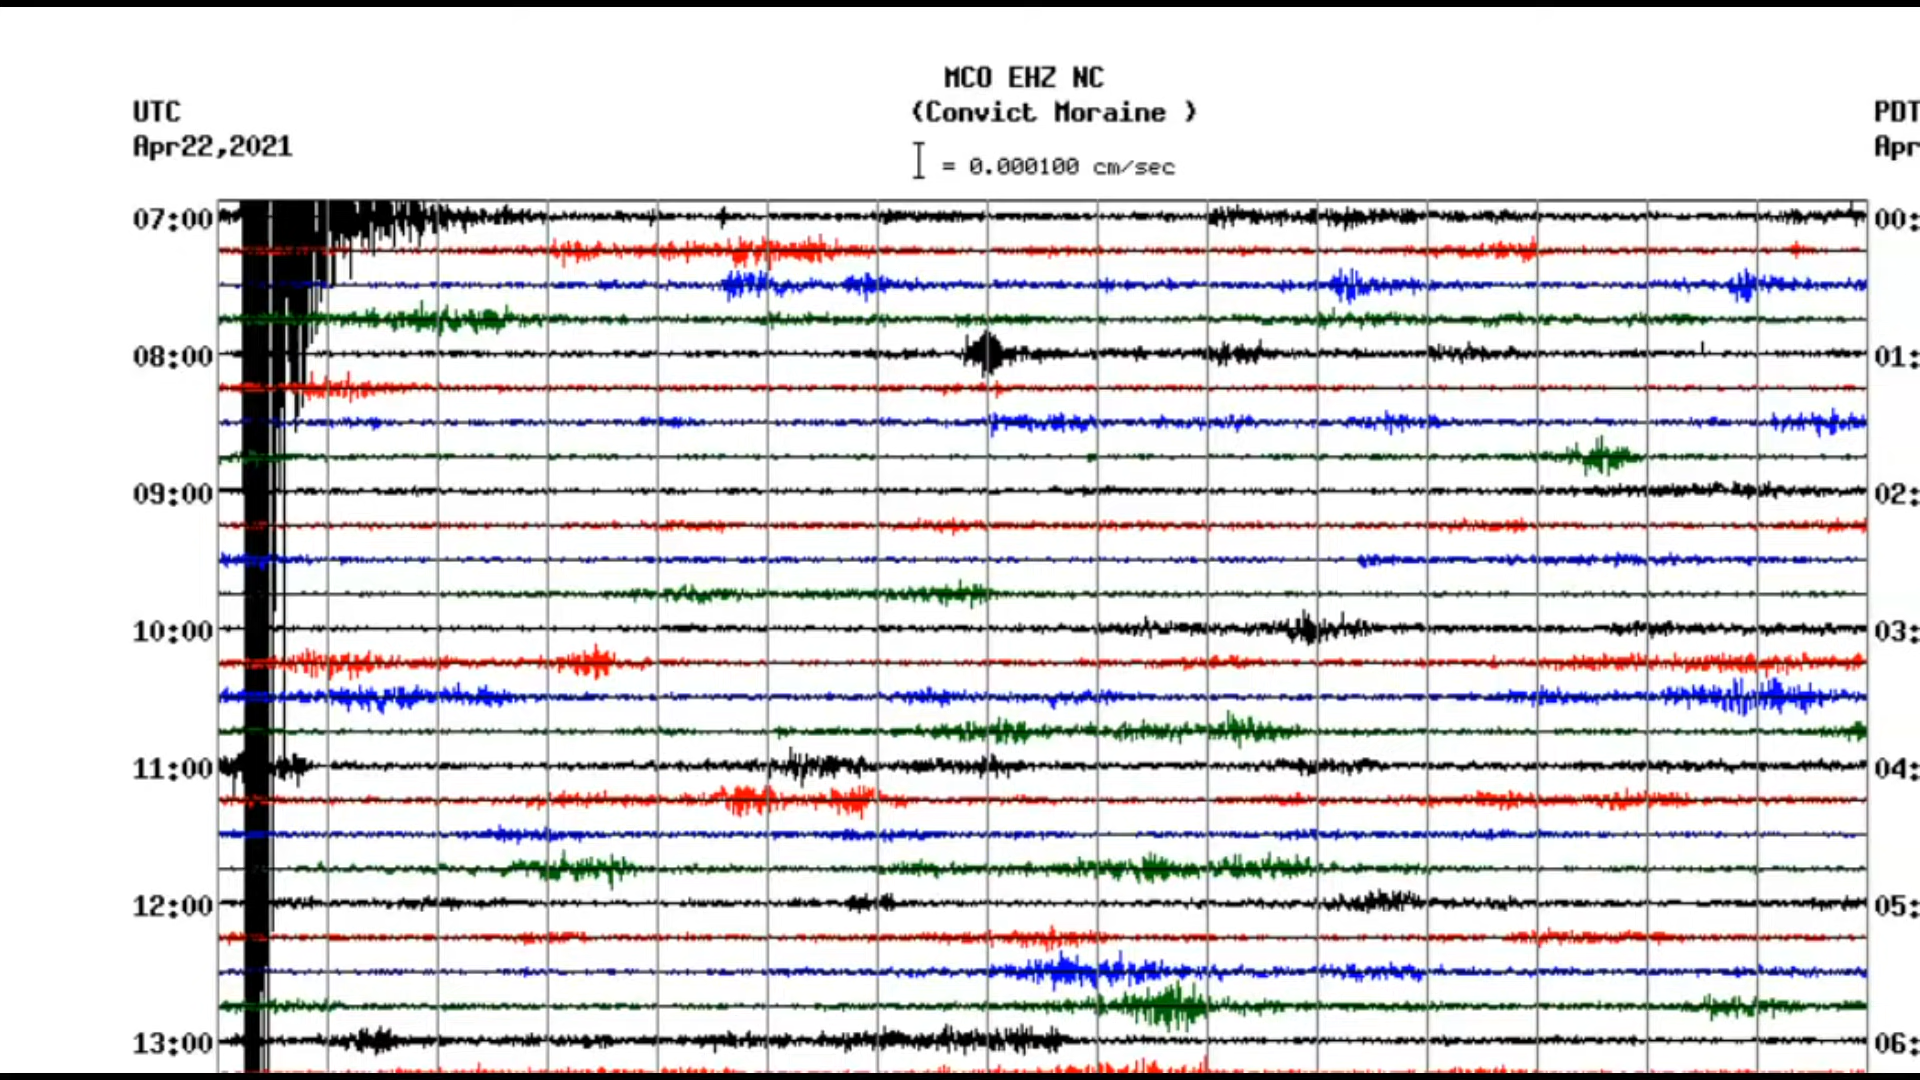 MCO EHZ NC
UTC
(Convict Moraine )
PDT
Apr22,2021
Apr
= 0.000100 cm/sec
07:00
00:
08:00
01:
09:00
02:
10:00
03:
11:00
04:
12:00
05:
13:00
06: